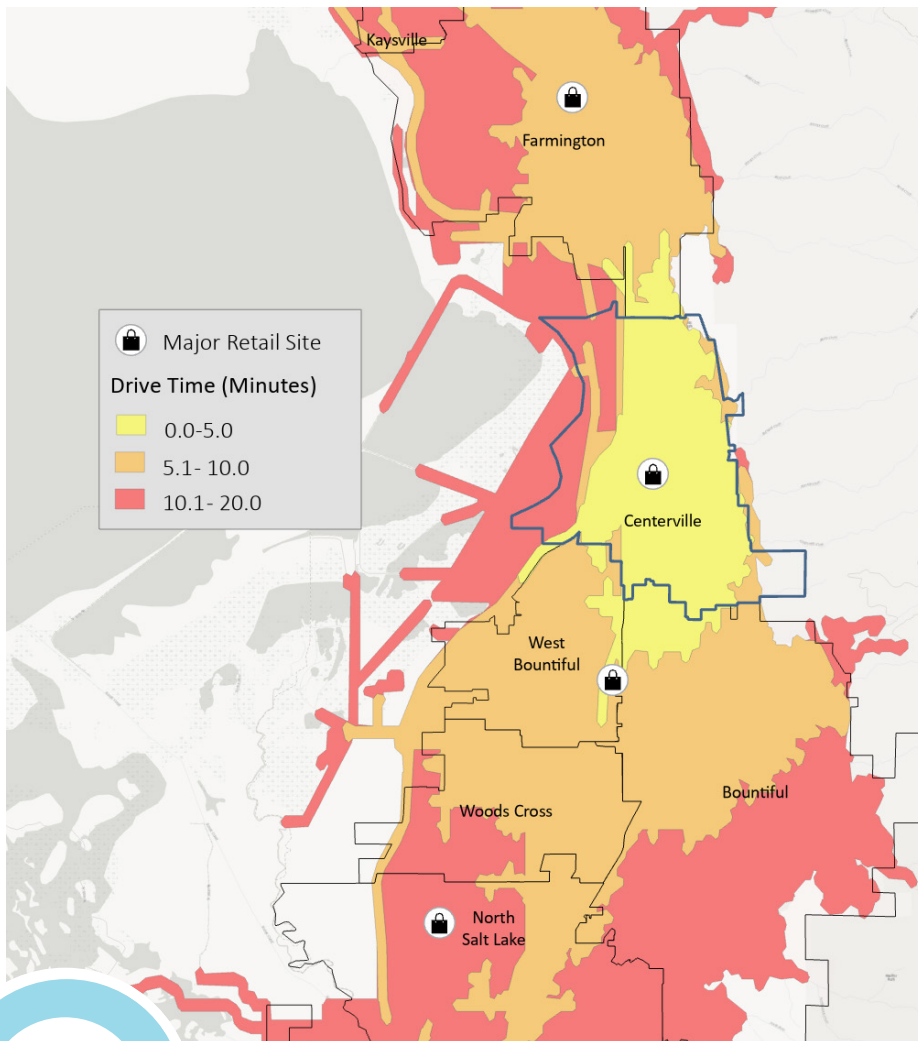 Kaysville
Farmington
Major Retail Site
Drive Time (Minutes)
0.0-5.0
5.1- 10.0
10.1- 20.0
Centerville
West
Bountiful
Bountiful
Woods Cross
North
Salt Lake